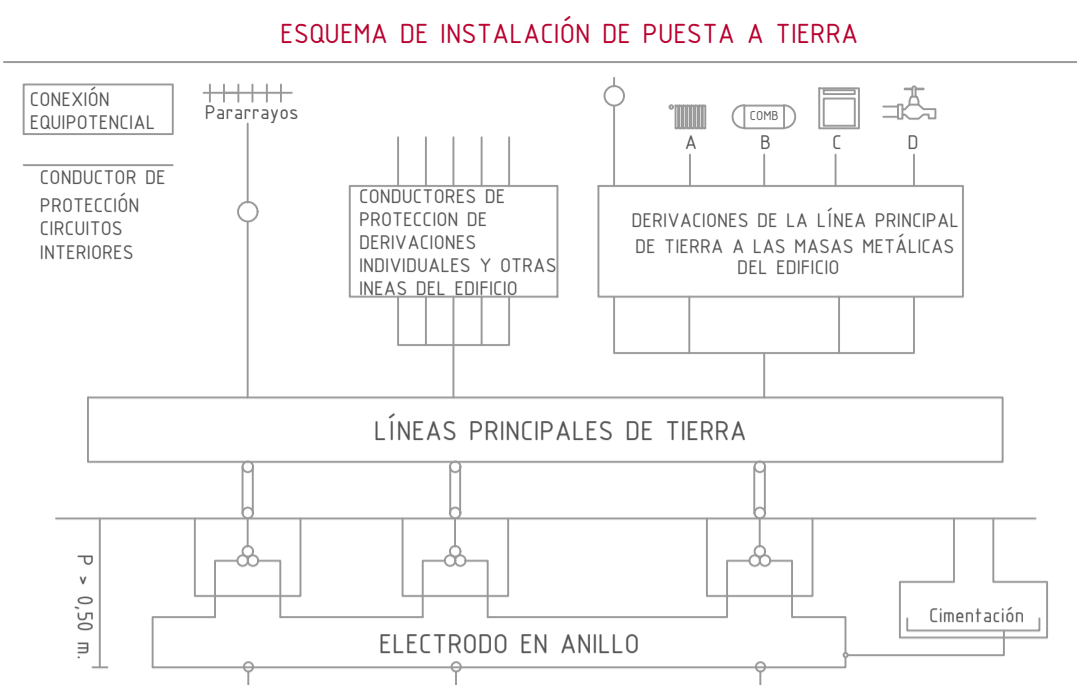 ESQUEMA DE INSTALACIÓN DE PUESTA A TIERRA
CONEXIÓN
EQUIPOTENCIAL
CONDUCTOR DE
PROTECCIÓN
CIRCUITOS
INTERIORES
Pararrayos
CONDUCTORES DE
PROTECCION DE
DERIVACIONES
INDIVIDUALES Y OTRAS
INEAS DEL EDIFICIO
COMB
A
B
C
D
DERIVACIONES DE LA LÍNEA PRINCIPAL
DE TIERRA A LAS MASAS METÁLICAS
DEL EDIFICIO
LÍNEAS PRINCIPALES DE TIERRA
P > 0,50 m.
ELECTRODO EN ANILLO
Cimentación